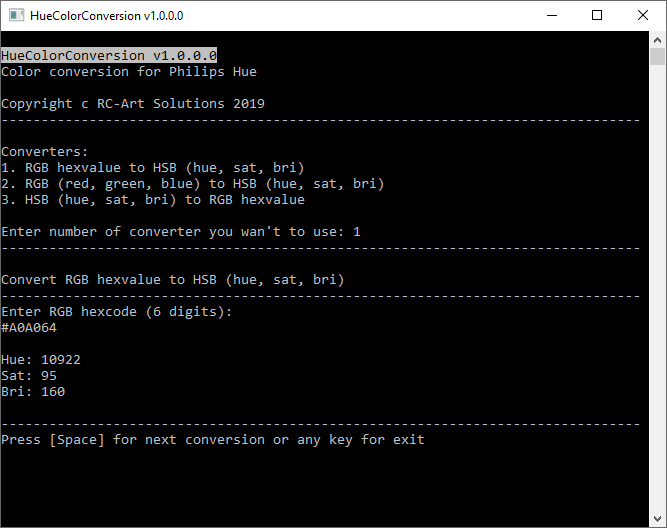 HueColorConversion v1.0.0.0
HueColorConversion v1.0.0.0
Color conversion for Philips Hue
Copyright c RC-Art Solutions 2019
--------------------------------------------------------------------------------
Converters:
1. RGB hexvalue to HSB (hue, sat, bri)
2. RGB (red, green, blue) to HSB (hue, sat, bri)
3. HSB (hue, sat, bri) to RGB hexvalue
Enter number of converter you wan't to use: 1
--------------------------------------------------------------------------------
Convert RGB hexvalue to HSB (hue, sat, bri)
--------------------------------------------------------------------------------
Enter RGB hexcode (6 digits):
#A0A064
Hue: 10922
Sat: 95
Bri: 160
--------------------------------------------------------------------------------
Press [Space] for next conversion or any key for exit